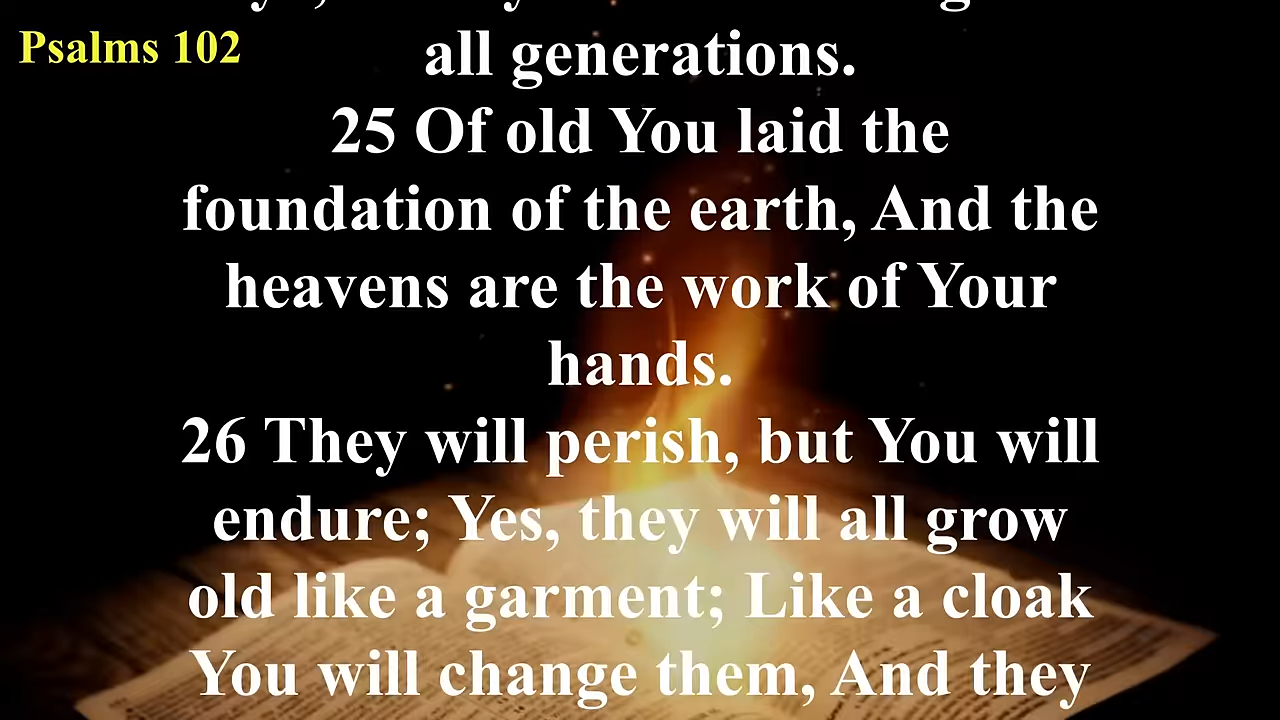 Psalms 102
all generations.
25 Of old You laid the
foundation of the earth, And the
heavens are the work of Your
hands.
26 They will perish, but You will
endure; Yes, they will all grow
old like a garment; Like a cloak
You will change them, And they